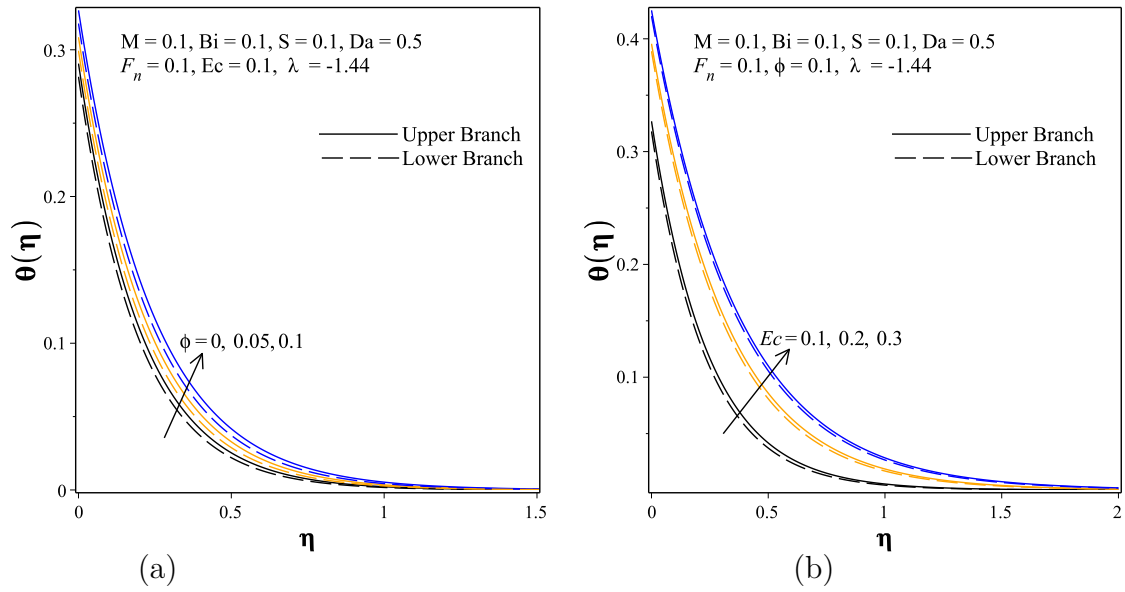 M = 0.1, Bi = 0.1, S = 0.1, Da = 0.5
Fn = 0.1, Ec = 0.1, λ = -1.44
Upper Branch
Lower Branch
ϕ = 0, 0.05, 0.1
0.3
0.2
0.1
0
0
0.5
1
1.5
θ(η)
η
(a)
M = 0.1, Bi = 0.1, S = 0.1, Da = 0.5
Fn = 0.1, ϕ = 0.1, λ = -1.44
Upper Branch
Lower Branch
Ec = 0.1, 0.2, 0.3
0.4
0.3
0.2
0.1
0
0.5
1
1.5
2
θ(η)
η
(b)